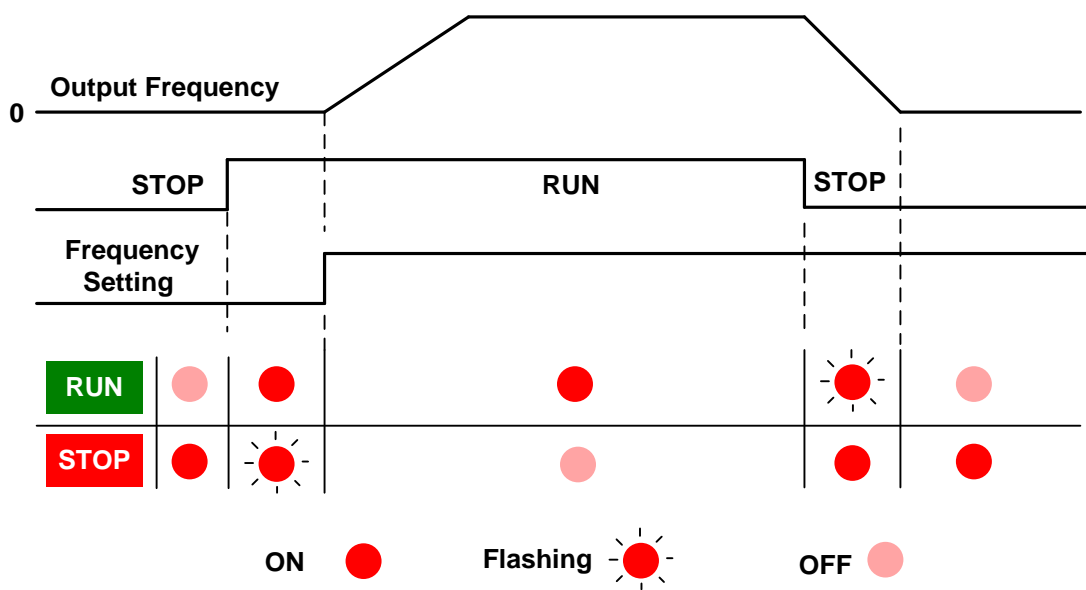 Output Frequency
0
STOP
RUN
STOP
Frequency
Setting
RUN
STOP
ON
Flashing
OFF